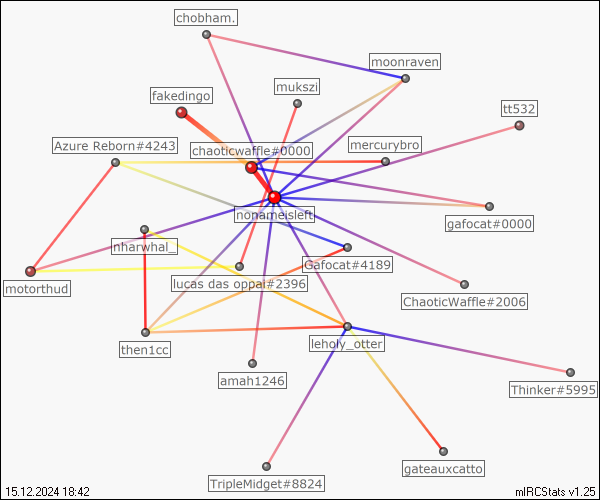 chobham.
moonraven
mukszi
fakedingo
tt532
Azure Reborn#4243
chaoticwaffle#0000
mercurybro
nonameisleft
gafocat#0000
nharwhal_
Gafocat#4189
motorthud
lucas das oppal#2396
ChaoticWaffle#2006
then1cc
leholy_otter
amah1246
Thinker#5995
gateauxcatto
TripleMidget#8824
15.12.2024 18:42
mIRCStats v1.25